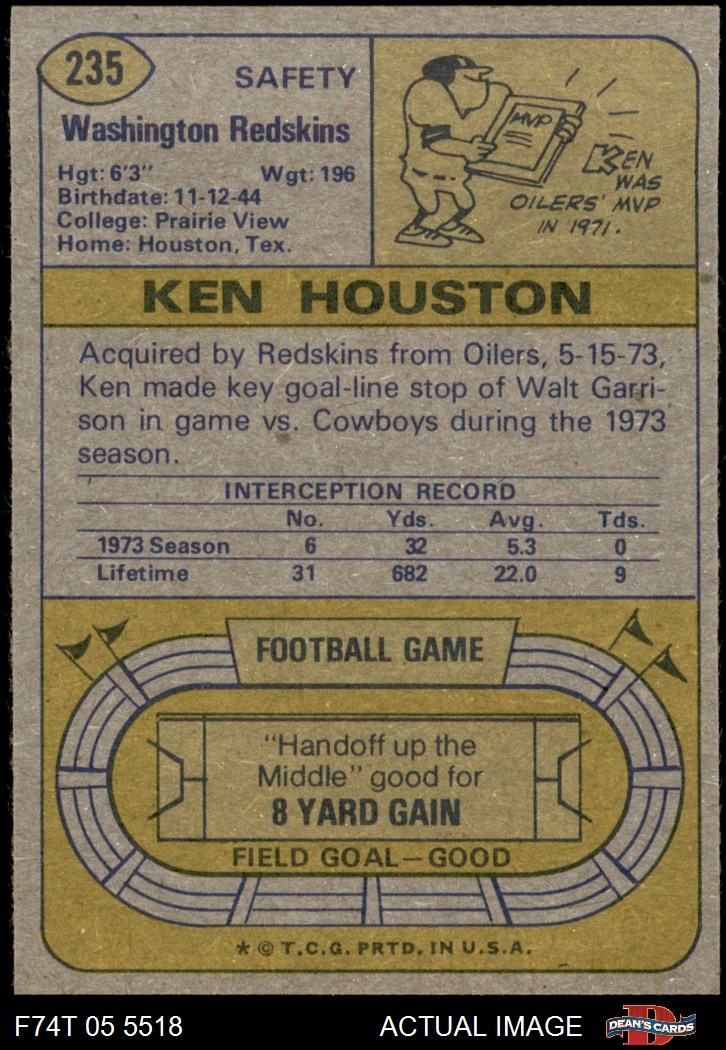 235
SAFETY
Washington Redskins
Hgt: 6'3" Wgt: 196
Birthdate: 11-12-44
College: Prairie View
Home: Houston, Tex.
MVP
KEN
WAS
OILERS' MVP
IN 1971.
KEN HOUSTON
Acquired by Redskins from Oilers, 5-15-73,
Ken made key goal-line stop of Walt Garri-
son in game vs. Cowboys during the 1973
season.
INTERCEPTION RECORD
No. Yds. Avg. Tds.
1973 Season 6 32 5.3 0
Lifetime 31 682 22.0 9
FOOTBALL GAME
"Handoff up the
Middle" good for
8 YARD GAIN
FIELD GOAL—GOOD
* © T.C.G. PRTD. IN U.S.A.
F74T 05 5518 ACTUAL IMAGE
D
DEAN'S CARDS